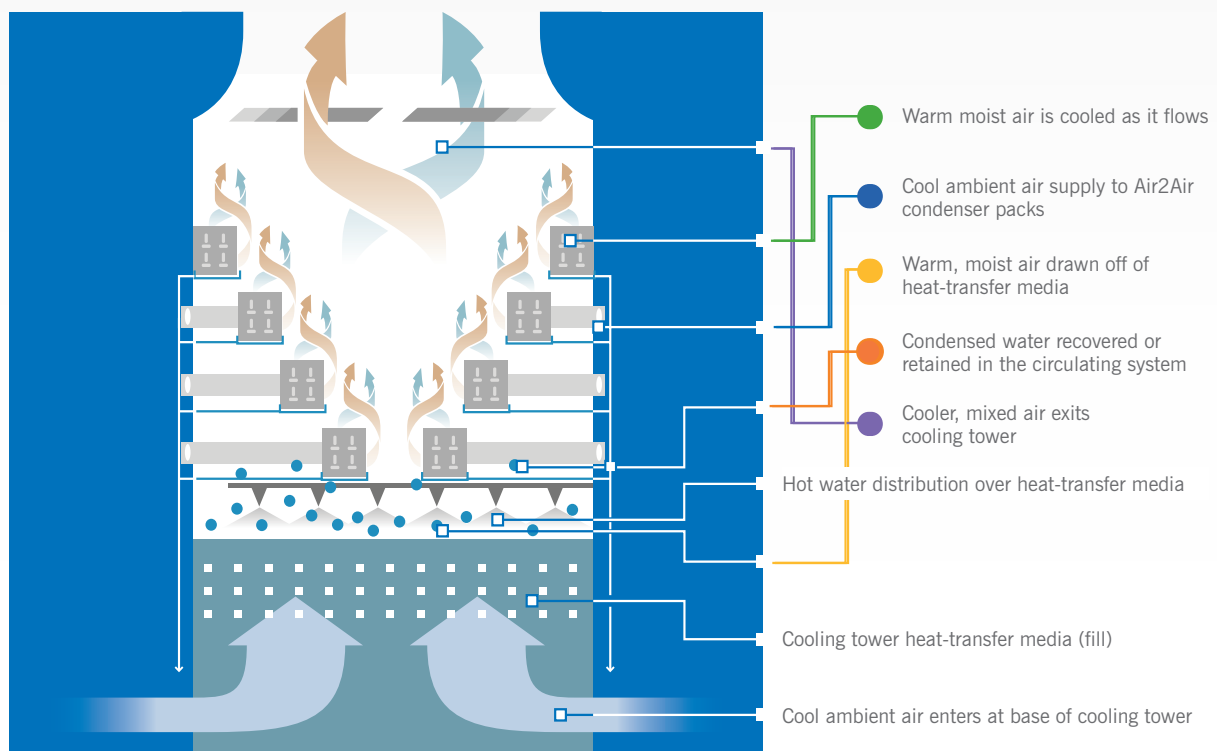 Warm moist air is cooled as it flows
Cool ambient air supply to Air2Air
condenser packs
Warm, moist air drawn off of
heat-transfer media
Condensed water recovered or
retained in the circulating system
Cooler, mixed air exits
cooling tower
Hot water distribution over heat-transfer media
Cooling tower heat-transfer media (fill)
Cool ambient air enters at base of cooling tower